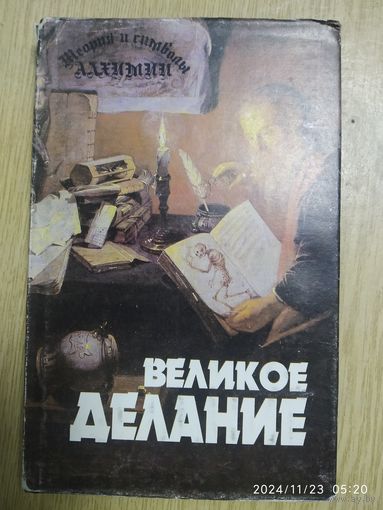 Теория и символы
АЛХИМИИ
ВЕЛИКОЕ
ДЕЛАНИЕ
2024/11/23 05:20